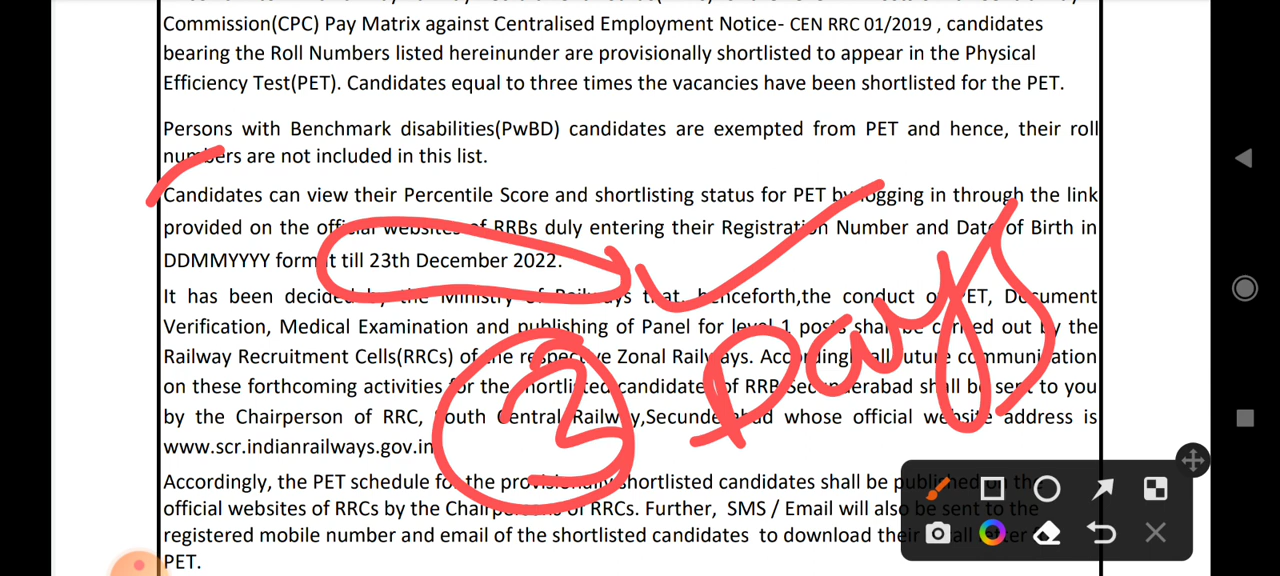 Commission(CPC) Pay Matrix against Centralised Employment Notice- CEN RRC 01/2019 , candidates
bearing the Roll Numbers listed hereinunder are provisionally shortlisted to appear in the Physical
Efficiency Test(PET). Candidates equal to three times the vacancies have been shortlisted for the PET.
Persons with Benchmark disabilities(PwBD) candidates are exempted from PET and hence, their roll
numbers are not included in this list.
Candidates can view their Percentile Score and shortlisting status for PET by logging in through the link
provided on the official websites of RRBs duly entering their Registration Number and Date of Birth in
DDMMYYYY format till 23th December 2022.
It has been decided by the Ministry of Railways that, henceforth,the conduct of PET, Document
Verification, Medical Examination and publishing of Panel for level 1 posts shall be carried out by the
Railway Recruitment Cells(RRCs) of the respective Zonal Railways. Accordingly all future communication
on these forthcoming activities for the shortlisted candidates of RRB Secunderabad shall be sent to you
by the Chairperson of RRC, South Central Railway,Secunderabad whose official website address is
www.scr.indianrailways.gov.in
3 Days
Accordingly, the PET schedule for the provisionally shortlisted candidates shall be published on the
official websites of RRCs by the Chairpersons of RRCs. Further, SMS / Email will also be sent to the
registered mobile number and email of the shortlisted candidates to download their call letter
PET.